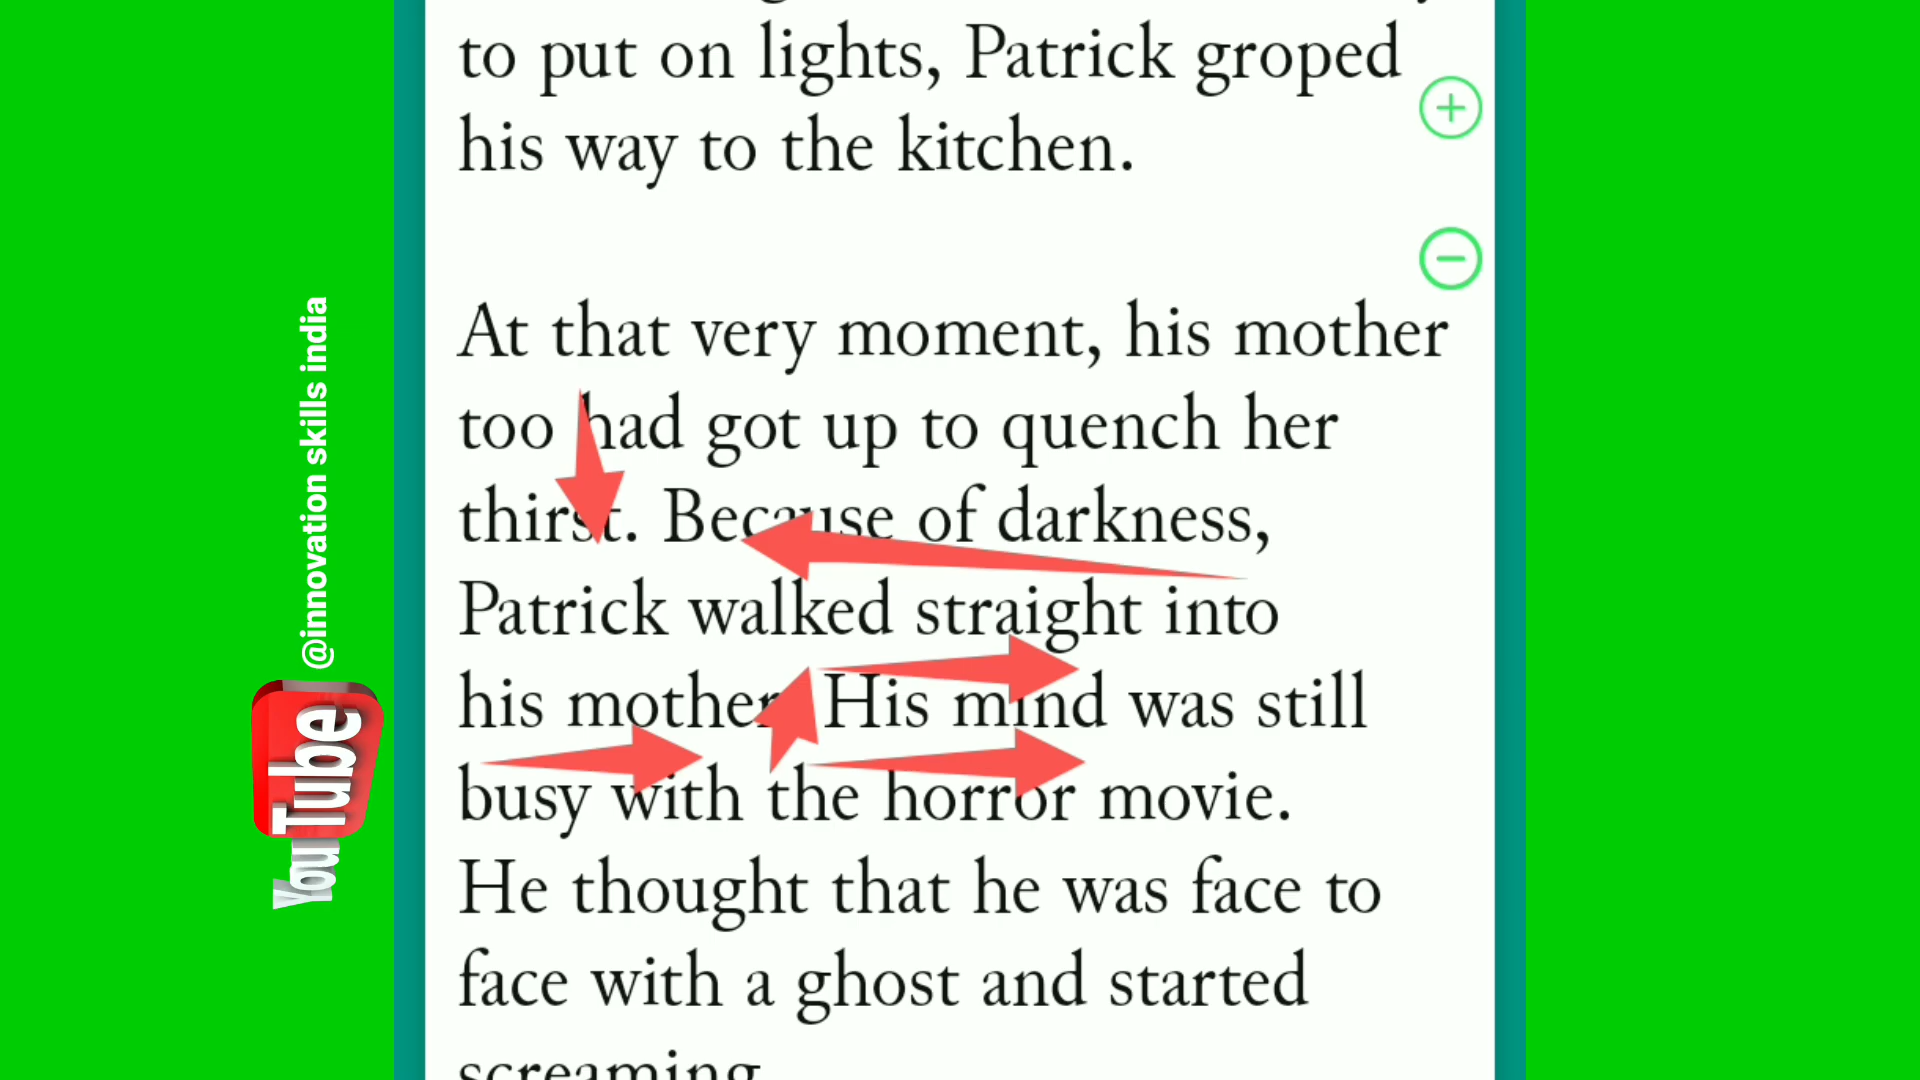 to put on lights, Patrick groped
his way to the kitchen.
At that very moment, his mother
too had got up to quench her
thirst. Because of darkness,
Patrick walked straight into
his mother. His mind was still
busy with the horror movie.
He thought that he was face to
face with a ghost and started
screaming
YouTube @innovation skills india